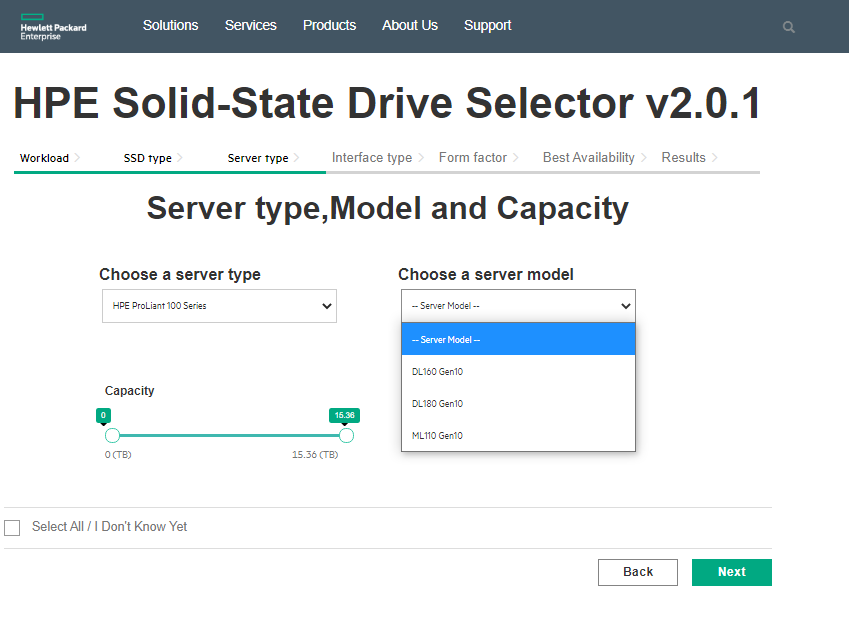 Hewlett Packard
Enterprise
Solutions Services Products About Us Support
HPE Solid-State Drive Selector v2.0.1
Workload SSD type Server type Interface type Form factor Best Availability Results
Server type,Model and Capacity
Choose a server type
HPE ProLiant 100 Series
Choose a server model
-- Server Model --
-- Server Model --
DL160 Gen10
DL180 Gen10
ML110 Gen10
Capacity
0 15.36
0 (TB) 15.36 (TB)
Select All / I Don't Know Yet
Back Next